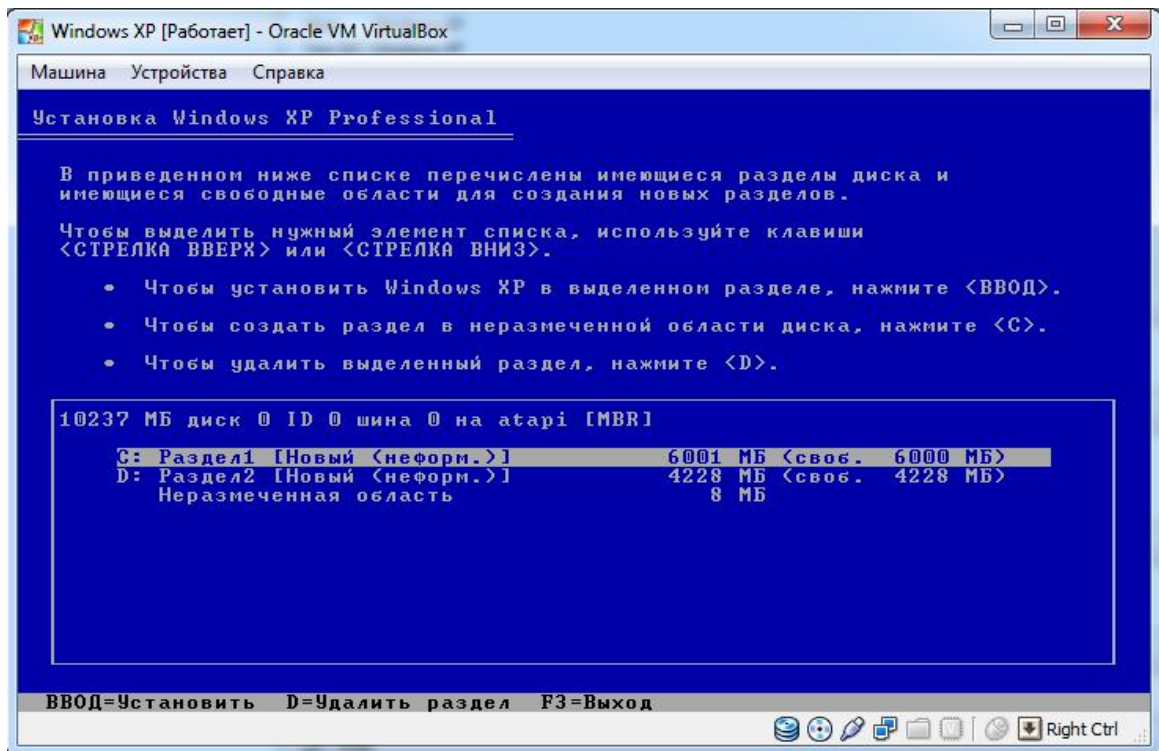 Windows XP [Работает] - Oracle VM VirtualBox
Машина Устройства Справка
Установка Windows XP Professional
В приведенном ниже списке перечислены имеющиеся разделы диска и
имеющиеся свободные области для создания новых разделов.
Чтобы выделить нужный элемент списка, используйте клавиши
<СТРЕЛКА ВВЕРХ> или <СТРЕЛКА ВНИЗ>.
• Чтобы установить Windows XP в выделенном разделе, нажмите <ВВОД>.
• Чтобы создать раздел в неразмеченной области диска, нажмите <C>.
• Чтобы удалить выделенный раздел, нажмите <D>.
10237 МБ диск 0 ID 0 шина 0 на atapi [MBR]
C: Раздел1 [Новый (неформ.)] 6001 МБ (своб. 6000 МБ)
D: Раздел2 [Новый (неформ.)] 4228 МБ (своб. 4228 МБ)
Неразмеченная область 8 МБ
ВВОД=Установить D=Удалить раздел F3=Выход
Right Ctrl